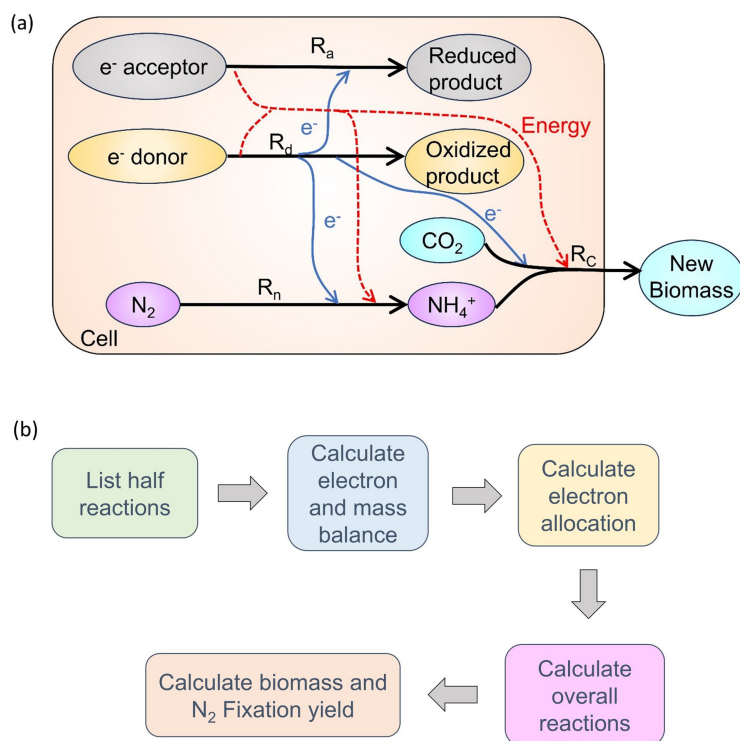 (a)
e⁻ acceptor
Rₐ
Reduced
product
e⁻
Energy
e⁻ donor
R_d
Oxidized
product
e⁻
e⁻
CO₂
R_C
New
Biomass
N₂
Rₙ
NH₄⁺
Cell
(b)
List half
reactions
Calculate
electron
and mass
balance
Calculate
electron
allocation
Calculate biomass and
N₂ Fixation yield
Calculate
overall
reactions